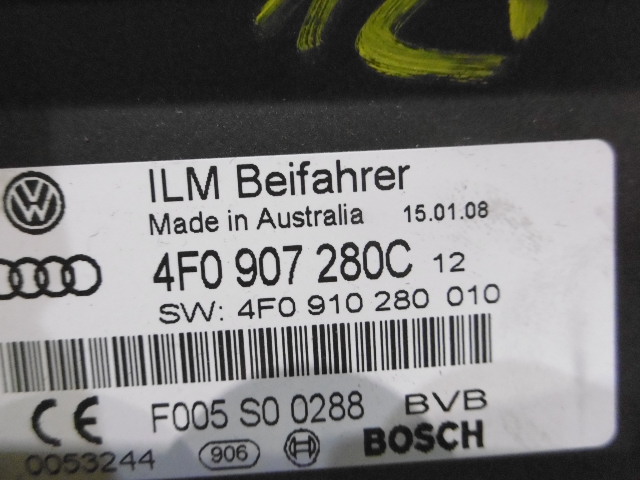 ILM Beifahrer
Made in Australia 15.01.08
4F0 907 280C 12
SW: 4F0 910 280 010
CE F005 S0 0288 BVB
0053244 906 BOSCH